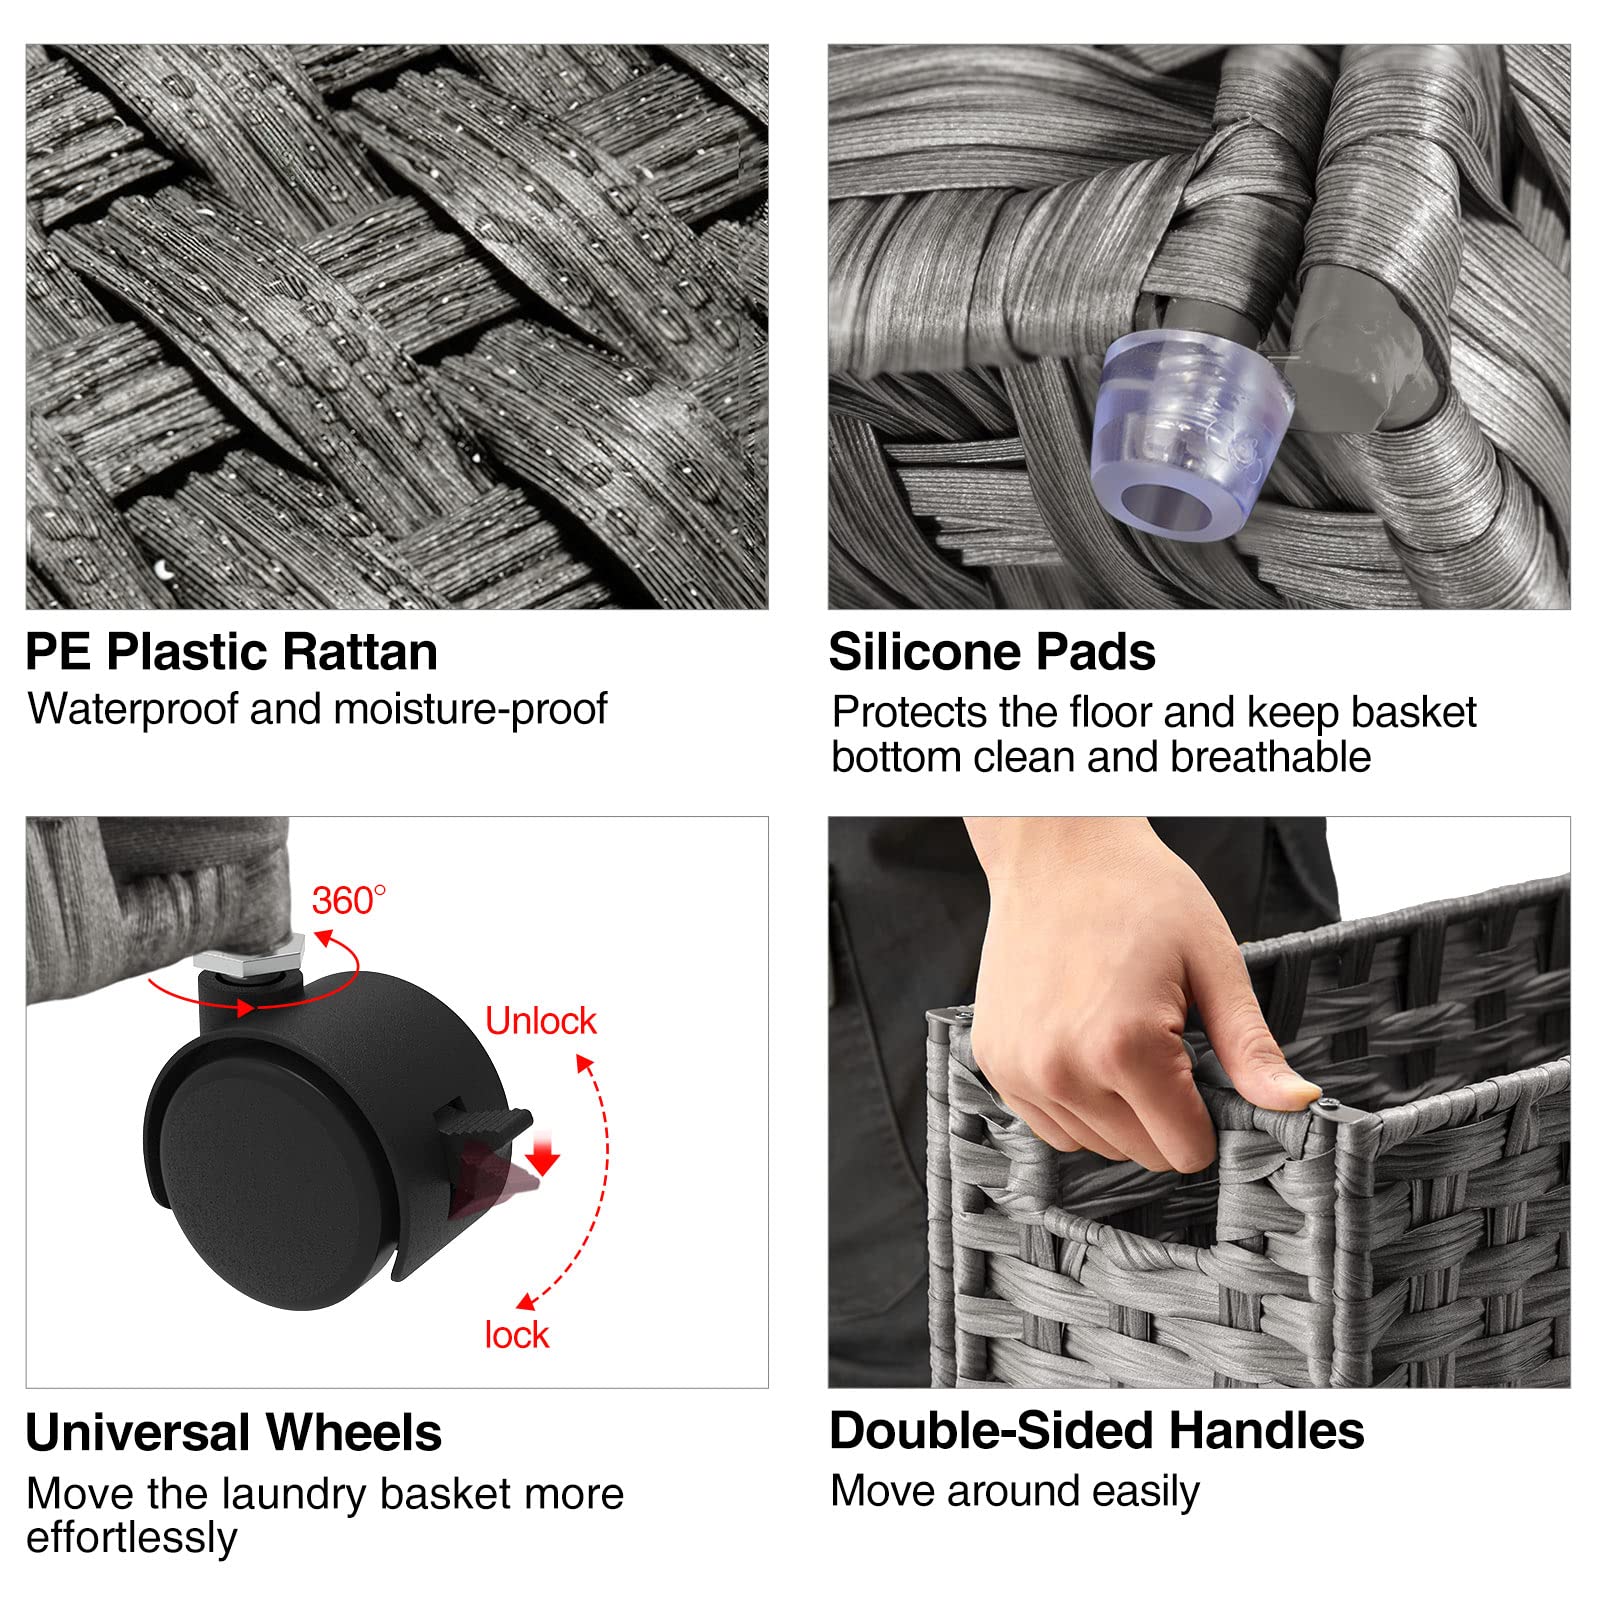 PE Plastic Rattan
Waterproof and moisture-proof
Silicone Pads
Protects the floor and keep basket
bottom clean and breathable
360°
Unlock
lock
Universal Wheels
Move the laundry basket more
effortlessly
Double-Sided Handles
Move around easily